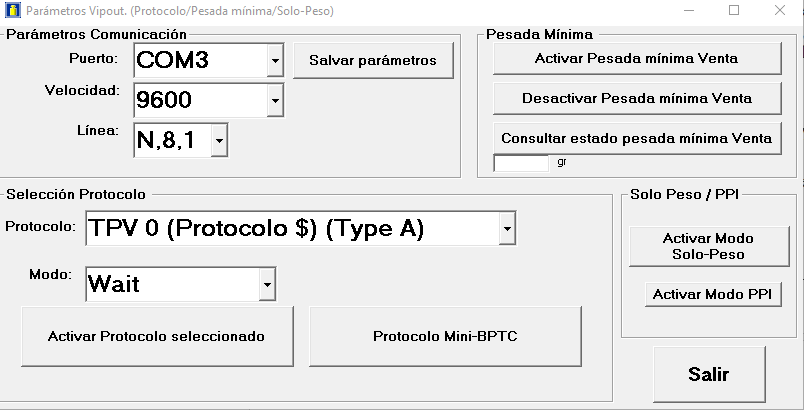 Parámetros Vipout. (Protocolo/Pesada mínima/Solo-Peso)
Parámetros Comunicación
Puerto: COM3
Salvar parámetros
Velocidad: 9600
Línea: N,8,1
Pesada Mínima
Activar Pesada mínima Venta
Desactivar Pesada mínima Venta
Consultar estado pesada mínima Venta
gr
Selección Protocolo
Protocolo: TPV 0 (Protocolo $) (Type A)
Modo: Wait
Activar Protocolo seleccionado
Protocolo Mini-BPTC
Solo Peso / PPI
Activar Modo
Solo-Peso
Activar Modo PPI
Salir